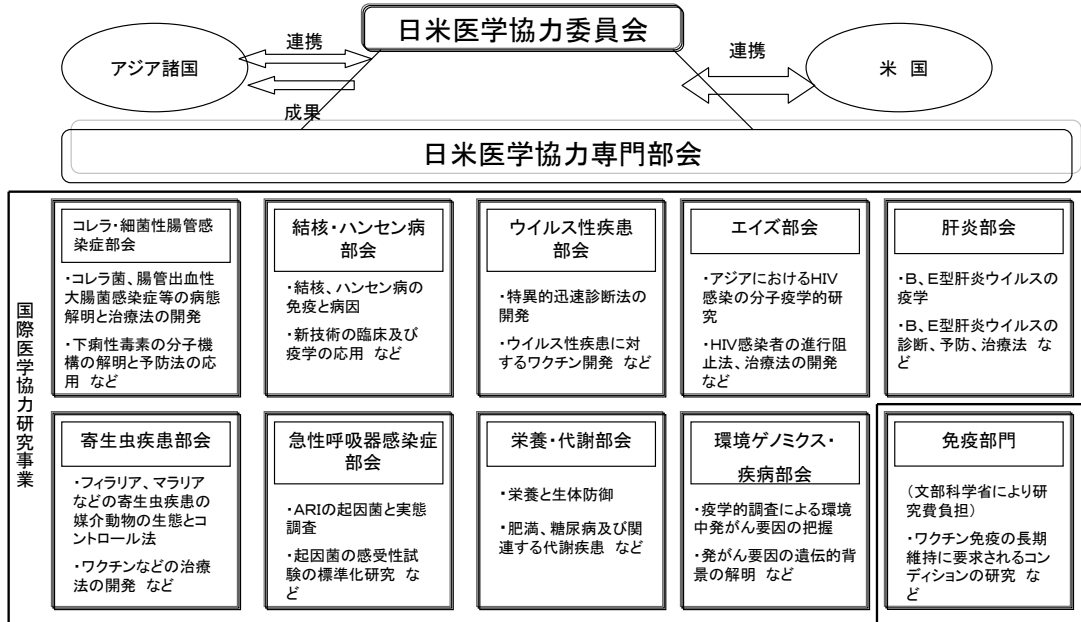 日米医学協力委員会
アジア諸国
連携
成果
連携
米 国
日米医学協力専門部会
国際医学協力研究事業
コレラ・細菌性腸管感
染症部会
・コレラ菌、腸管出血性
大腸菌感染症等の病態
解明と治療法の開発
・下痢性毒素の分子機
構の解明と予防法の応
用 など
結核・ハンセン病
部会
・結核、ハンセン病の
免疫と病因
・新技術の臨床及び
疫学の応用 など
ウイルス性疾患
部会
・特異的迅速診断法の
開発
・ウイルス性疾患に対
するワクチン開発 など
エイズ部会
・アジアにおけるHIV
感染の分子疫学的研
究
・HIV感染者の進行阻
止法、治療法の開発
など
肝炎部会
・B、E型肝炎ウイルスの
疫学
・B、E型肝炎ウイルスの
診断、予防、治療法 な
ど
寄生虫疾患部会
・フィラリア、マラリア
などの寄生虫疾患の
媒介動物の生態とコ
ントロール法
・ワクチンなどの治療
法の開発 など
急性呼吸器感染症
部会
・ARIの起因菌と実態
調査
・起因菌の感受性試
験の標準化研究 な
ど
栄養・代謝部会
・栄養と生体防御
・肥満、糖尿病及び関
連する代謝疾患 など
環境ゲノミクス・
疾病部会
・疫学的調査による環境
中発がん要因の把握
・発がん要因の遺伝的背
景の解明 など
免疫部門
（文部科学省により研
究費負担）
・ワクチン免疫の長期
維持に要求されるコン
ディションの研究 な
ど